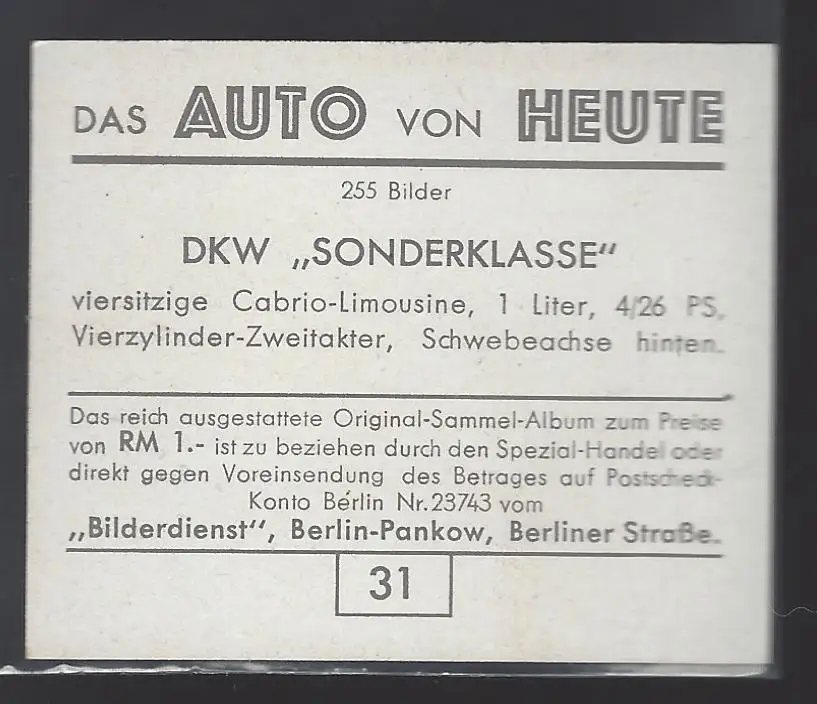 DAS AUTO VON HEUTE
255 Bilder
DKW „SONDERKLASSE“
viersitzige Cabrio-Limousine, 1 Liter, 4/26 PS,
Vierzylinder-Zweitakter, Schwebeachse hinten.
Das reich ausgestattete Original-Sammel-Album zum Preise
von RM 1.- ist zu beziehen durch den Spezial-Handel oder
direkt gegen Voreinsendung des Betrages auf Postscheck-
Konto Berlin Nr. 23743 vom
„Bilderdienst“, Berlin-Pankow, Berliner Straße.
31